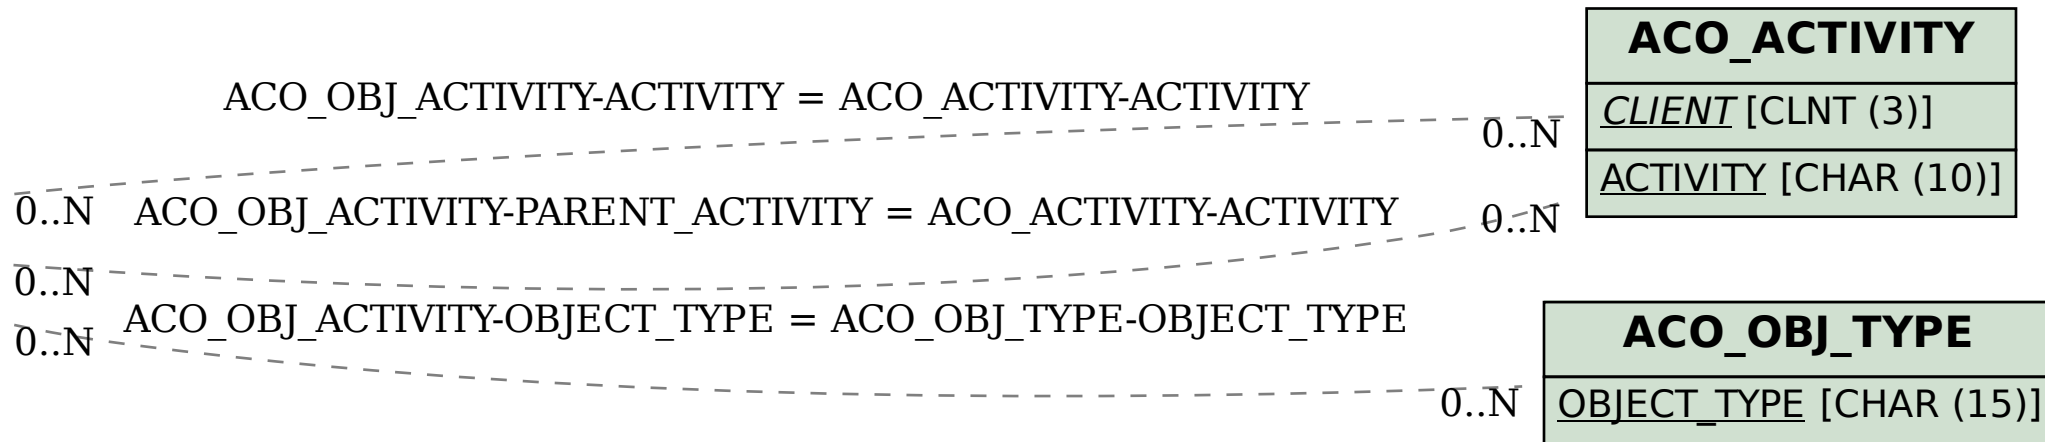 ACO_ACTIVITY
ACO_OBJ_ACTIVITY-ACTIVITY = ACO_ACTIVITY-ACTIVITY
CLIENT [CLNT (3)]
0..N
ACTIVITY [CHAR (10)]
0..N
ACO_OBJ_ACTIVITY-PARENT_ACTIVITY = ACO_ACTIVITY-ACTIVITY
0..N
0..N
ACO_OBJ_ACTIVITY-OBJECT_TYPE = ACO_OBJ_TYPE-OBJECT_TYPE
0..N
ACO_OBJ_TYPE
0..N
OBJECT_TYPE [CHAR (15)]